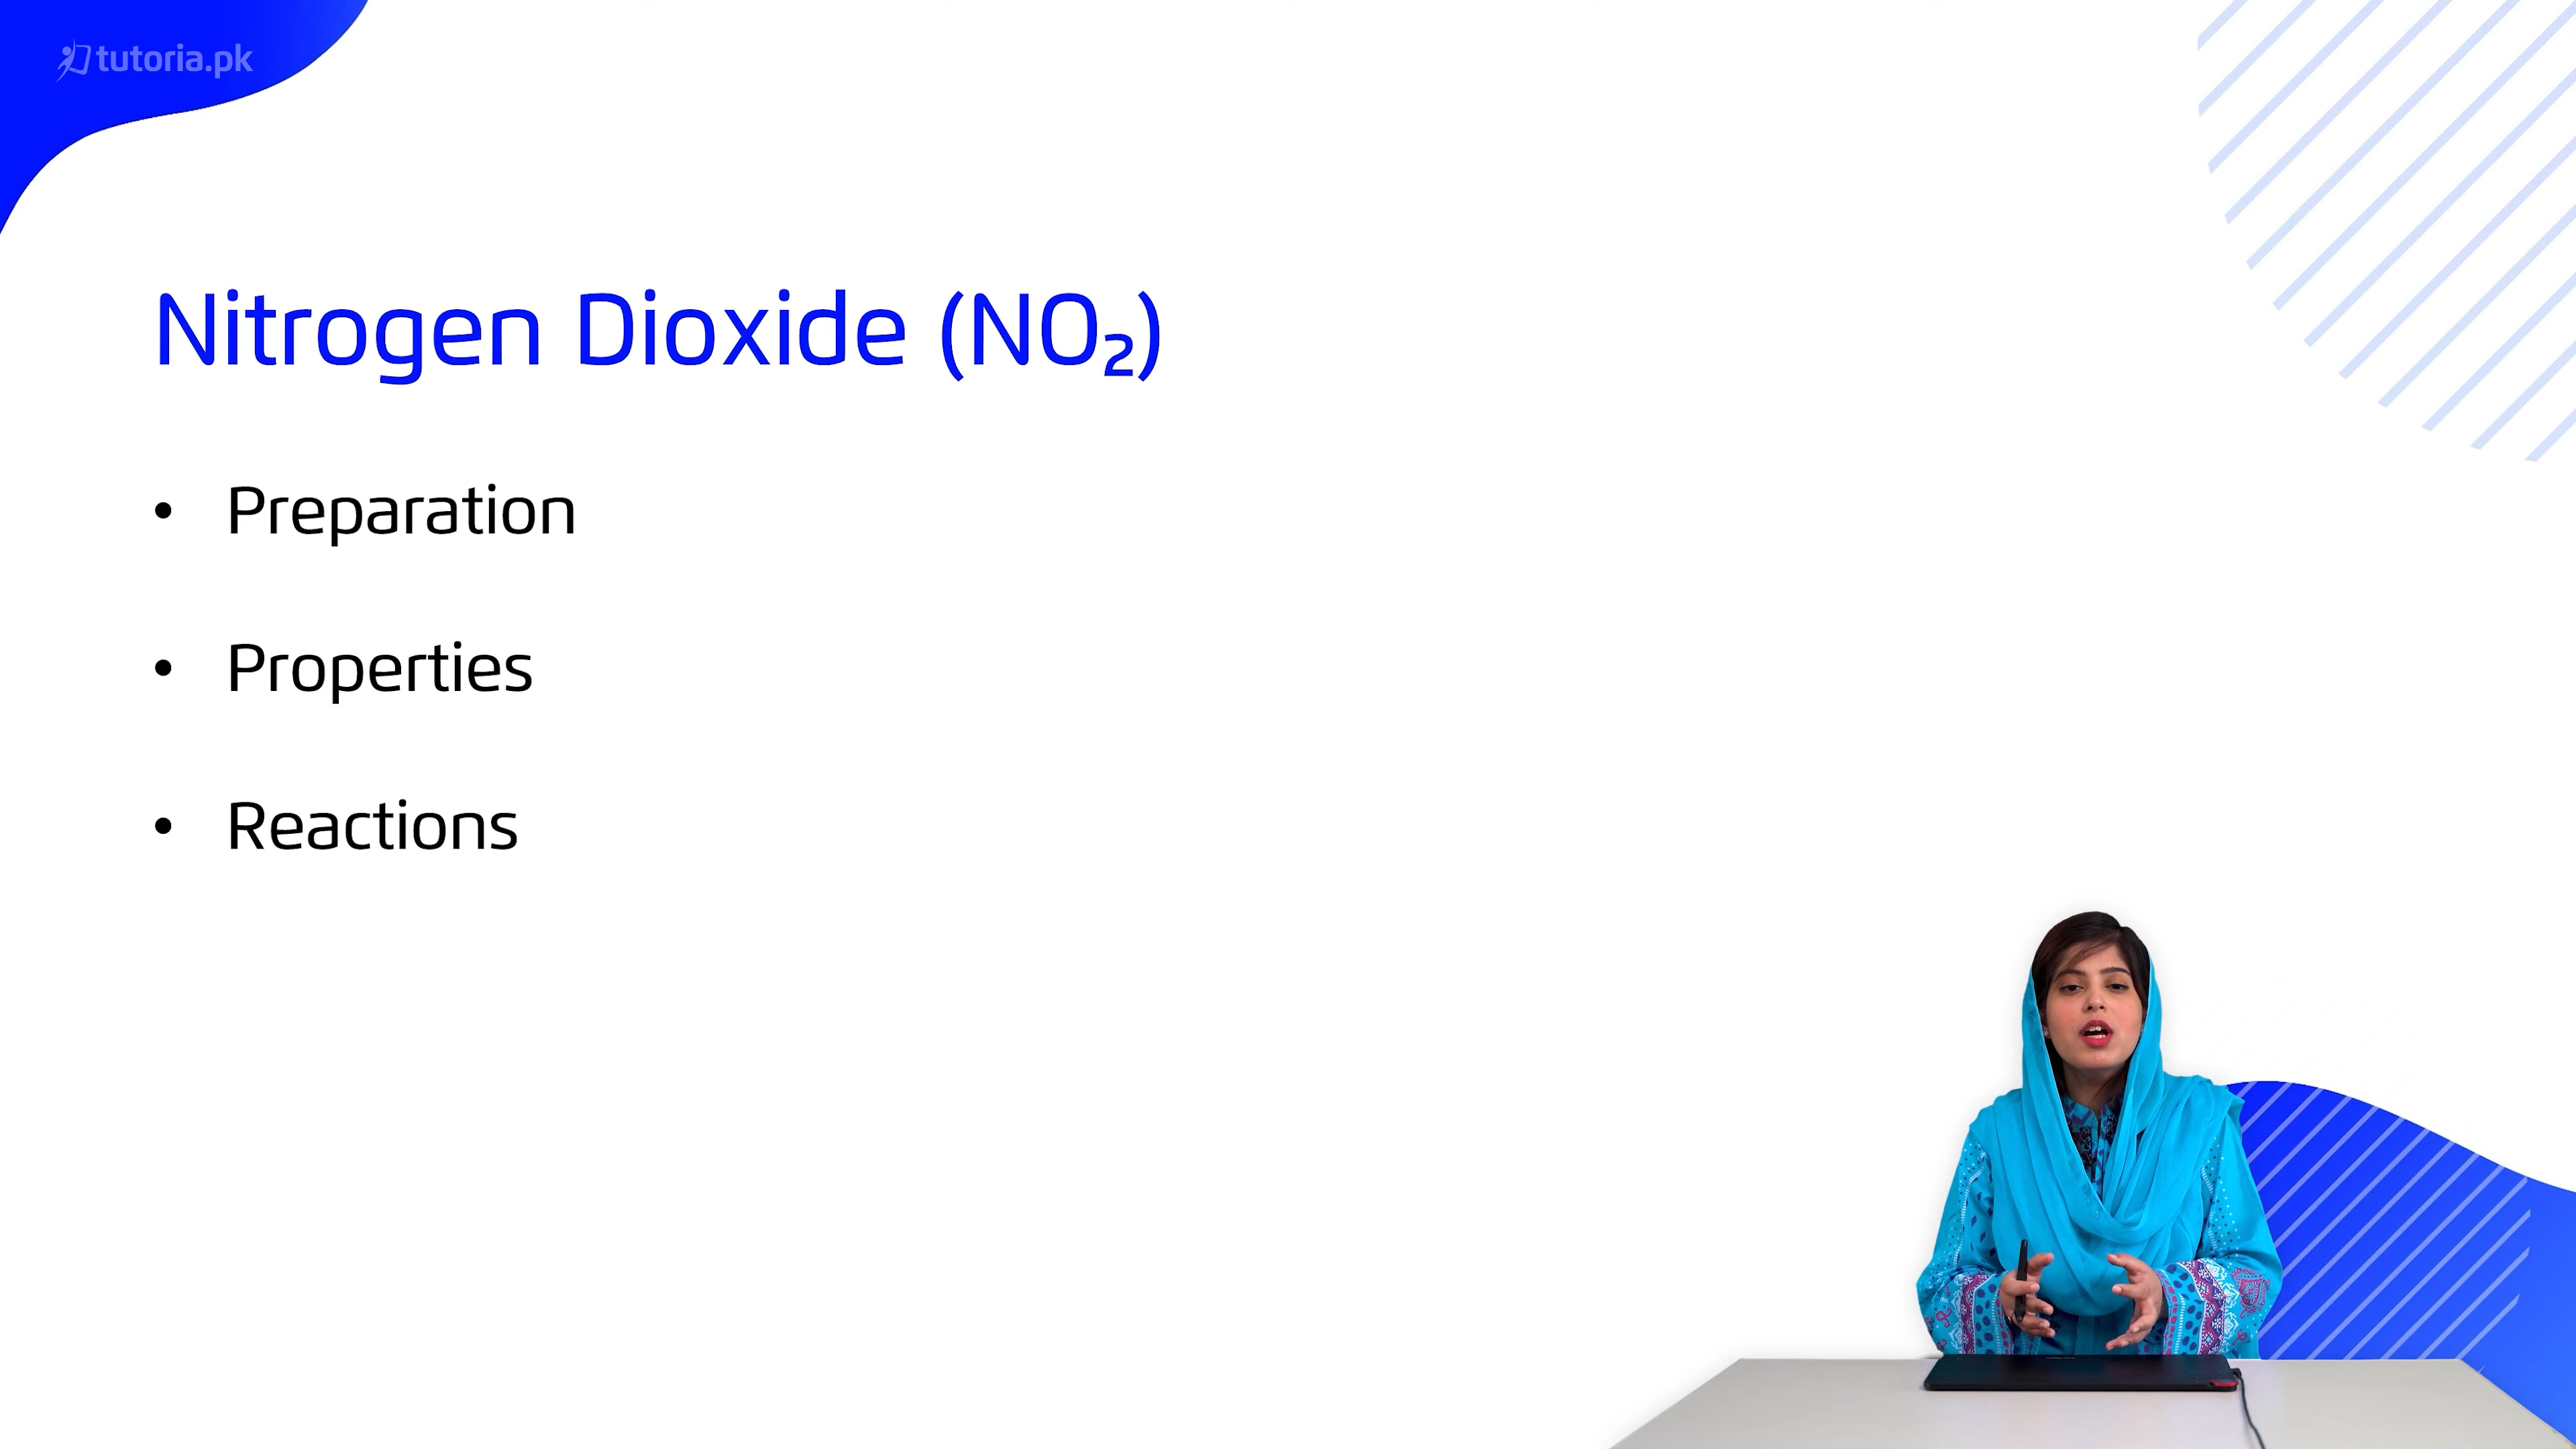 tutoria.pk
Nitrogen Dioxide (NO₂)
• Preparation
• Properties
• Reactions